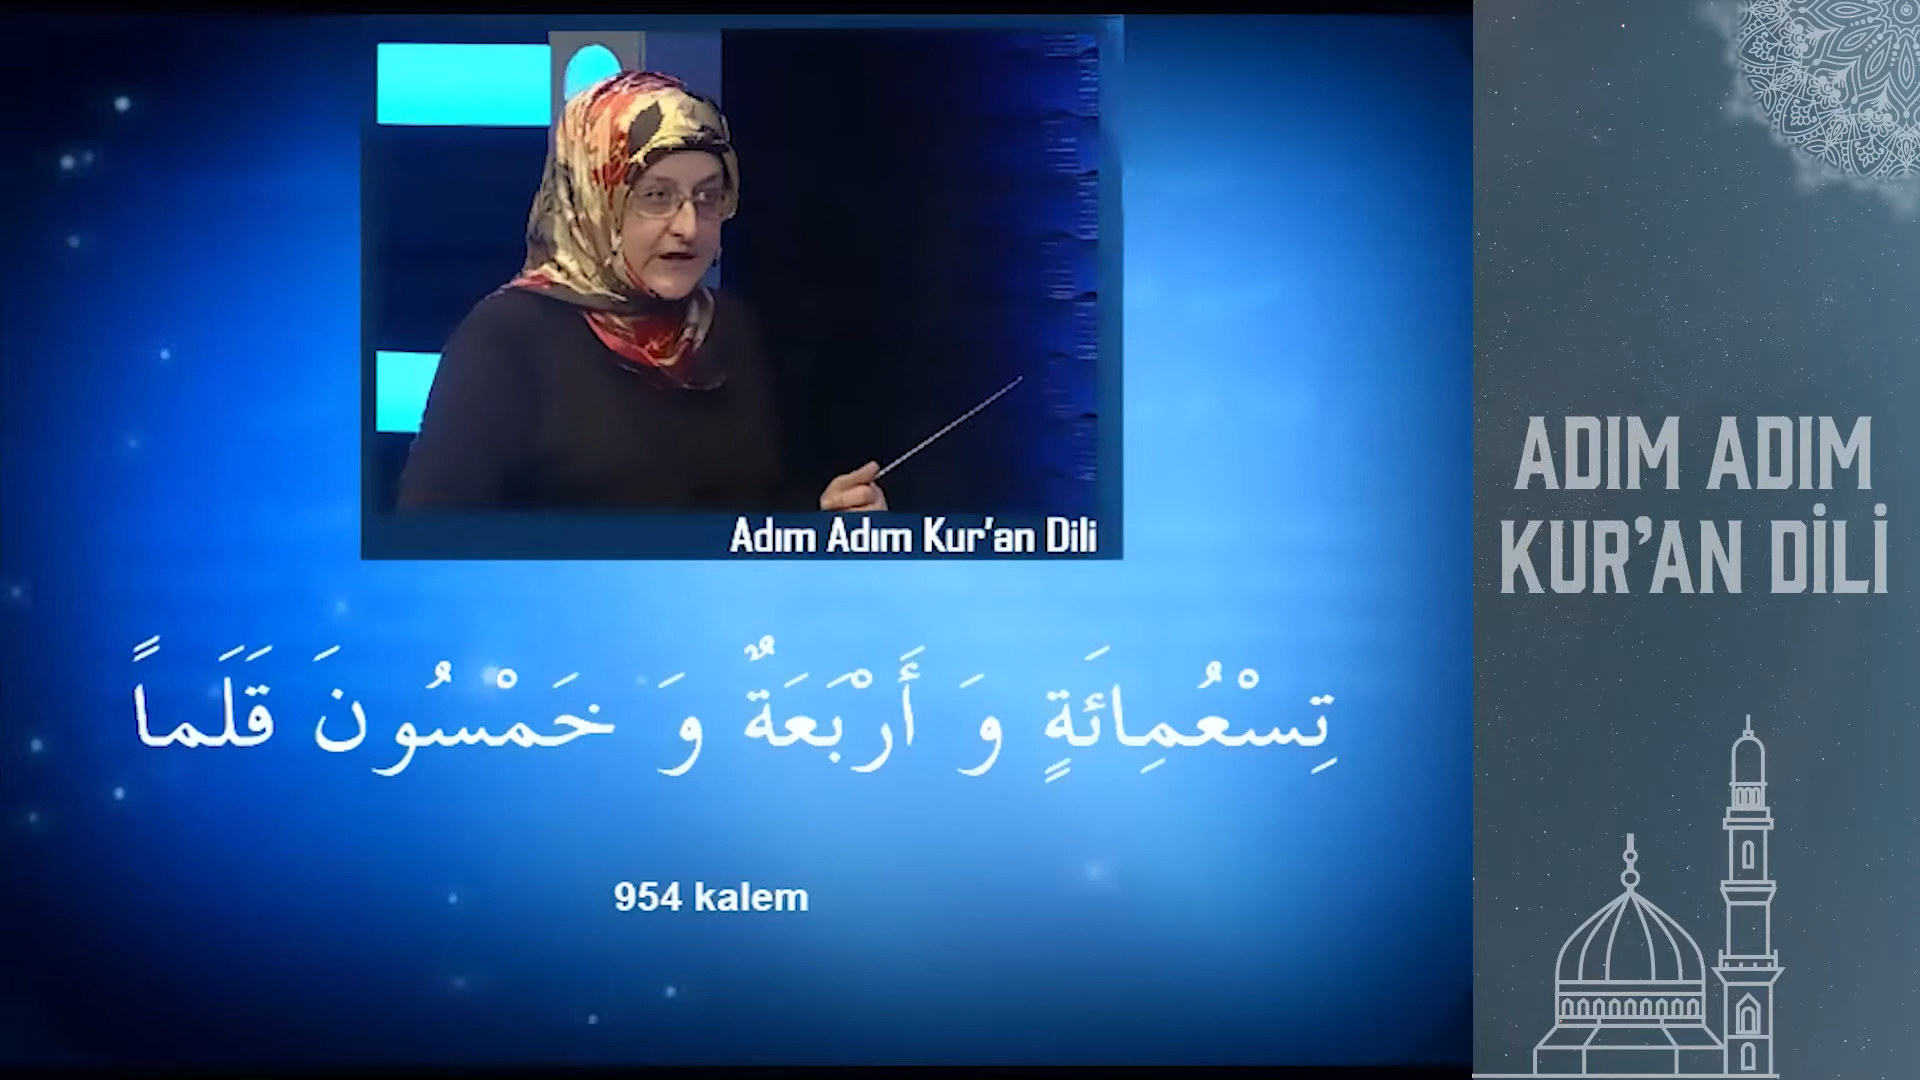 Adım Adım Kur'an Dili
تِسْعُمِائَةٍ وَ أَرْبَعَةٌ وَ خَمْسُونَ قَلَماً
954 kalem
ADIM ADIM
KUR'AN DİLİ